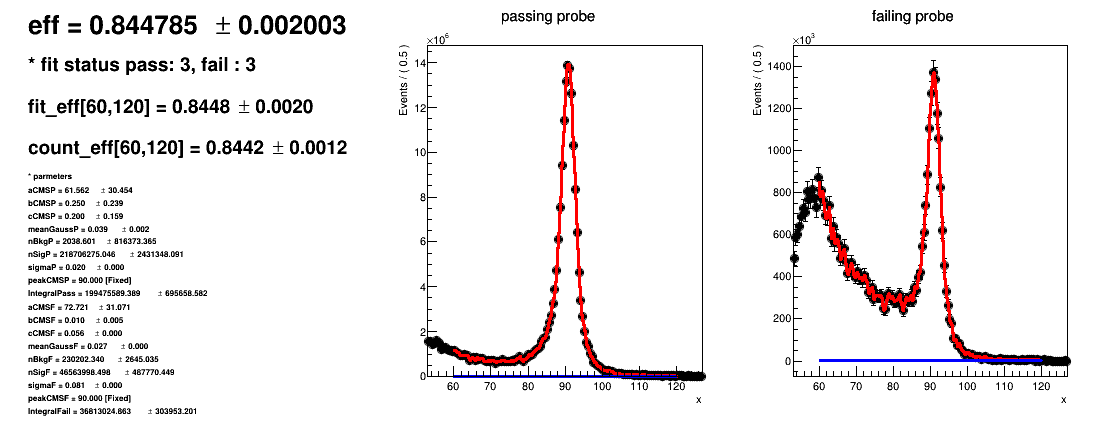 eff = 0.844785 ± 0.002003
* fit status pass: 3, fail : 3
fit_eff[60,120] = 0.8448 ± 0.0020
count_eff[60,120] = 0.8442 ± 0.0012
* parmeters
aCMSP = 61.562 ± 30.454
bCMSP = 0.250 ± 0.239
cCMSP = 0.200 ± 0.159
meanGaussP = 0.039 ± 0.002
nBkgP = 2038.601 ± 816373.365
nSigP = 218706275.046 ± 2431348.091
sigmaP = 0.020 ± 0.000
peakCMSP = 90.000 [Fixed]
IntegralPass = 199475589.389 ± 695658.582
aCMSF = 72.721 ± 31.071
bCMSF = 0.010 ± 0.005
cCMSF = 0.056 ± 0.000
meanGaussF = 0.027 ± 0.000
nBkgF = 230202.340 ± 2645.035
nSigF = 46563998.498 ± 487770.449
sigmaF = 0.081 ± 0.000
peakCMSF = 90.000 [Fixed]
IntegralFail = 36813024.863 ± 303953.201
passing probe
×10⁶
Events / ( 0.5 )
14
12
10
8
6
4
2
0
60 70 80 90 100 110 120
x
failing probe
×10³
Events / ( 0.5 )
1400
1200
1000
800
600
400
200
0
60 70 80 90 100 110 120
x